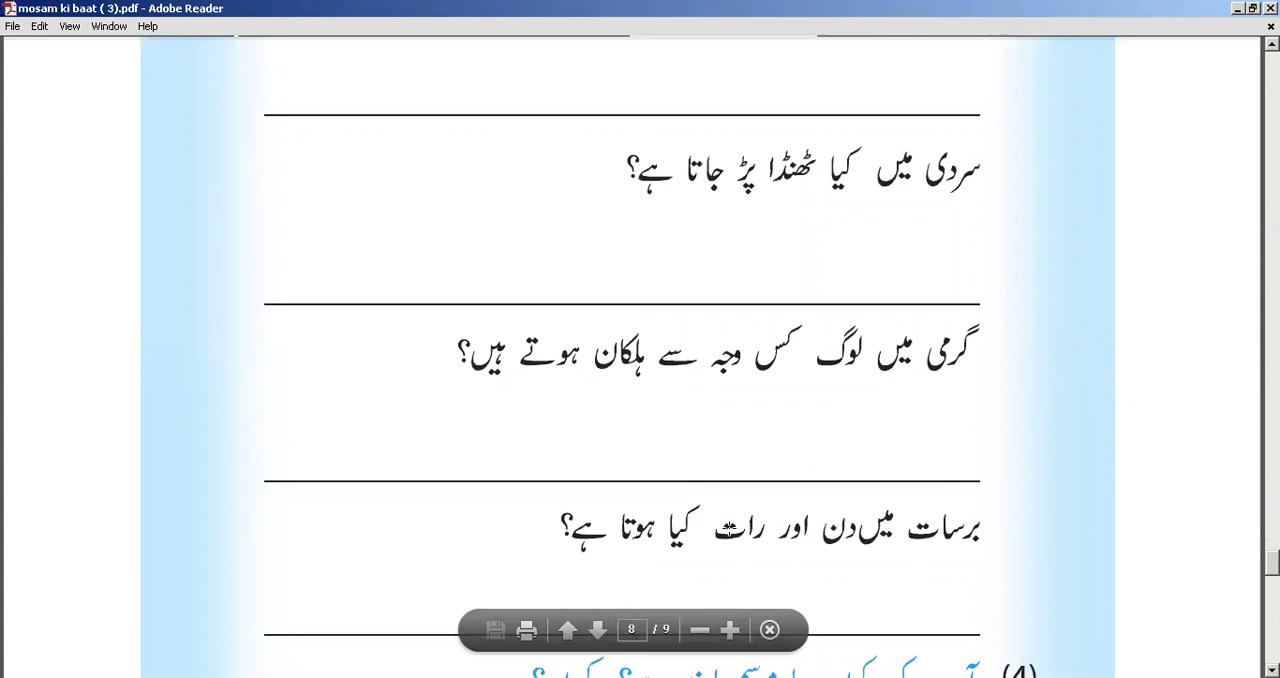 mosam ki baat ( 3).pdf - Adobe Reader
File Edit View Window Help
سردی میں کیا ٹھنڈا پڑ جاتا ہے؟
گرمی میں لوگ کس وجہ سے ہلکان ہوتے ہیں؟
برسات میں دن اور رات کیا ہوتا ہے؟
8 / 9
(4)